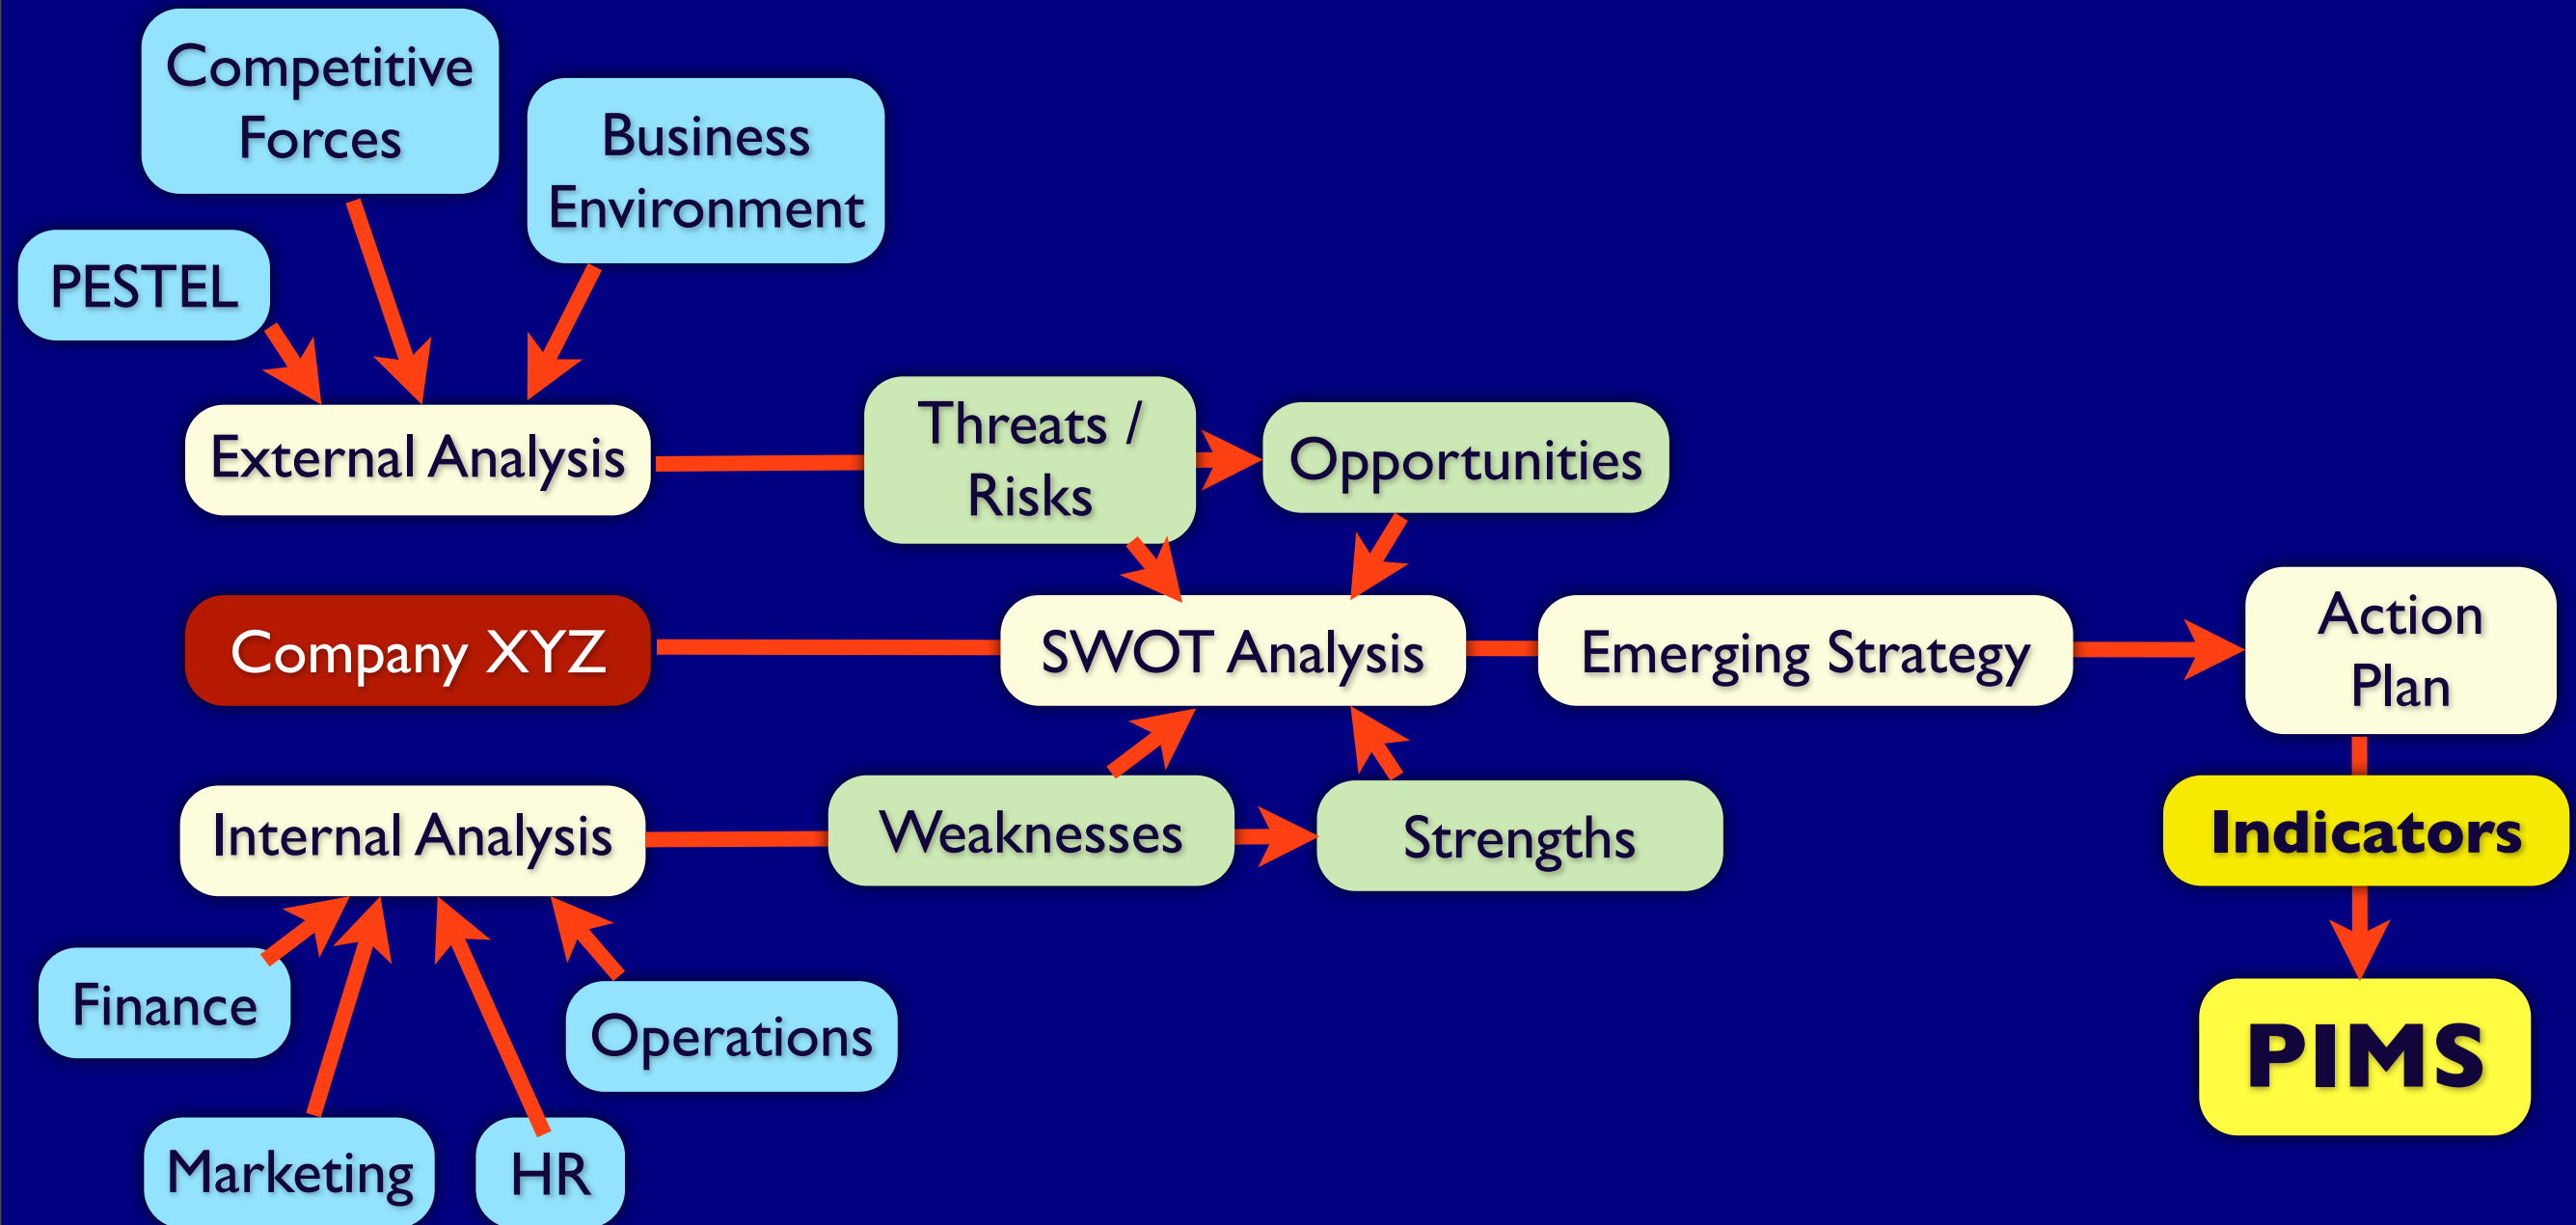 Competitive
Forces
Business
Environment
PESTEL
External Analysis
Threats /
Risks
Opportunities
Company XYZ
SWOT Analysis
Emerging Strategy
Action
Plan
Internal Analysis
Weaknesses
Strengths
Indicators
Finance
Operations
Marketing
HR
PIMS